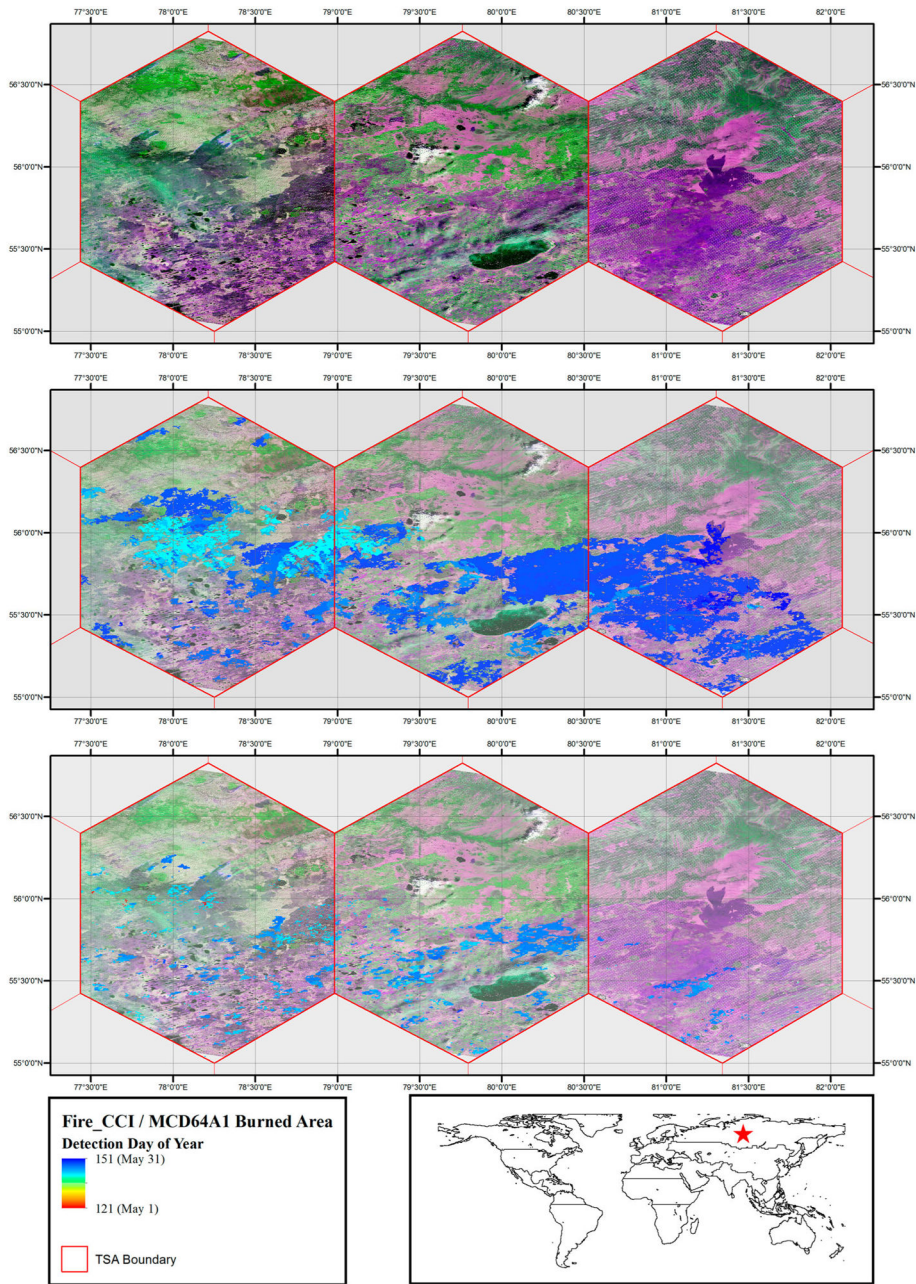 77°30'0"E 78°0'0"E 78°30'0"E 79°0'0"E 79°30'0"E 80°0'0"E 80°30'0"E 81°0'0"E 81°30'0"E 82°0'0"E
56°30'0"N 56°30'0"N
56°0'0"N 56°0'0"N
55°30'0"N 55°30'0"N
55°0'0"N 55°0'0"N
77°30'0"E 78°0'0"E 78°30'0"E 79°0'0"E 79°30'0"E 80°0'0"E 80°30'0"E 81°0'0"E 81°30'0"E 82°0'0"E
77°30'0"E 78°0'0"E 78°30'0"E 79°0'0"E 79°30'0"E 80°0'0"E 80°30'0"E 81°0'0"E 81°30'0"E 82°0'0"E
56°30'0"N 56°30'0"N
56°0'0"N 56°0'0"N
55°30'0"N 55°30'0"N
55°0'0"N 55°0'0"N
77°30'0"E 78°0'0"E 78°30'0"E 79°0'0"E 79°30'0"E 80°0'0"E 80°30'0"E 81°0'0"E 81°30'0"E 82°0'0"E
77°30'0"E 78°0'0"E 78°30'0"E 79°0'0"E 79°30'0"E 80°0'0"E 80°30'0"E 81°0'0"E 81°30'0"E 82°0'0"E
56°30'0"N 56°30'0"N
56°0'0"N 56°0'0"N
55°30'0"N 55°30'0"N
55°0'0"N 55°0'0"N
77°30'0"E 78°0'0"E 78°30'0"E 79°0'0"E 79°30'0"E 80°0'0"E 80°30'0"E 81°0'0"E 81°30'0"E 82°0'0"E
Fire_CCI / MCD64A1 Burned Area
Detection Day of Year
151 (May 31)
121 (May 1)
TSA Boundary